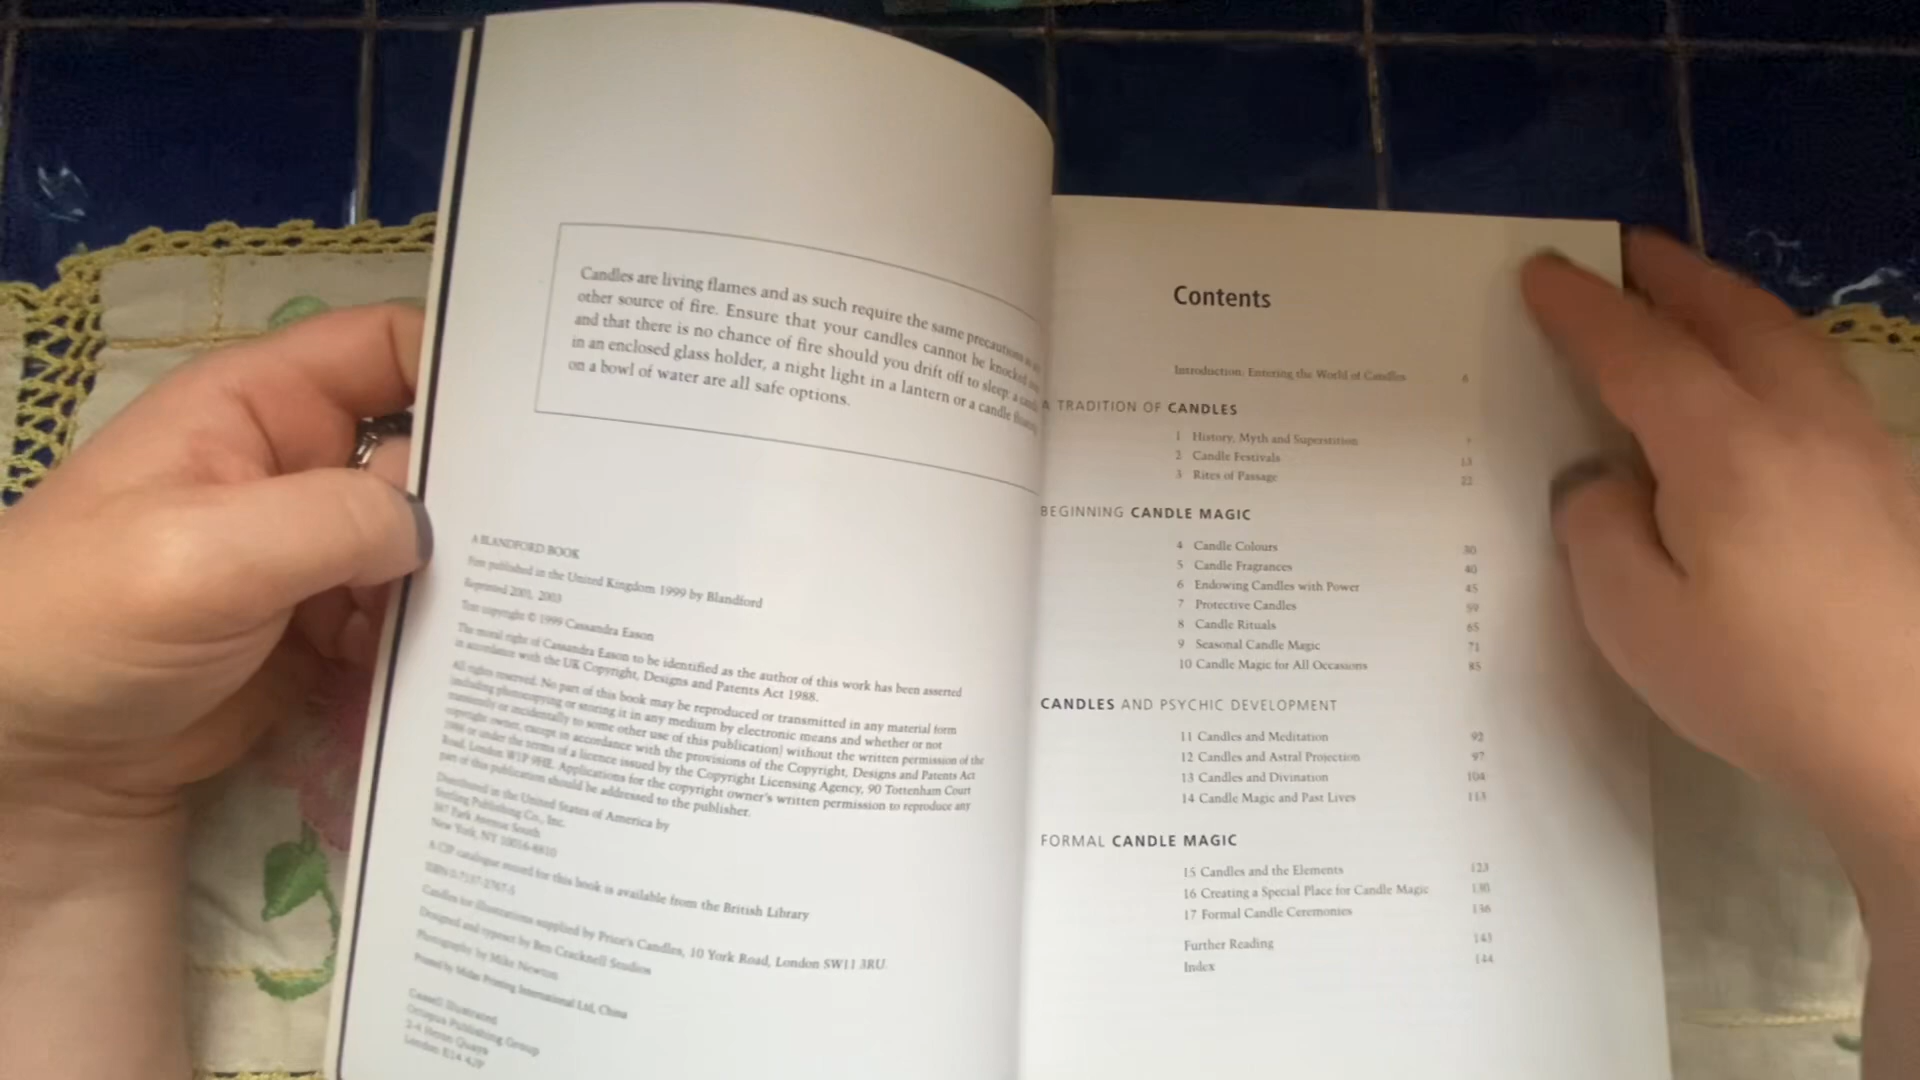 Candles are living flames and as such require the same precautions as any
other source of fire. Ensure that your candles cannot be knocked
and that there is no chance of fire should you drift off to sleep; a candle
in an enclosed glass holder, a night light in a lantern or a candle floating
on a bowl of water are all safe options.
A BLANDFORD BOOK
First published in the United Kingdom 1999 by Blandford
Reprinted 2001, 2003
Text copyright © 1999 Cassandra Eason
The moral right of Cassandra Eason to be identified as the author of this work has been asserted
in accordance with the UK Copyright, Designs and Patents Act 1988.
All rights reserved. No part of this book may be reproduced or transmitted in any material form
(including photocopying or storing it in any medium by electronic means and whether or not
transiently or incidentally to some other use of this publication) without the written permission of the
copyright owner, except in accordance with the provisions of the Copyright, Designs and Patents Act
1988 or under the terms of a licence issued by the Copyright Licensing Agency, 90 Tottenham Court
Road, London W1P 9HE. Applications for the copyright owner's written permission to reproduce any
part of this publication should be addressed to the publisher.
Distributed in the United States of America by
Sterling Publishing Co., Inc.
387 Park Avenue South
New York, NY 10016-8810
A CIP catalogue record for this book is available from the British Library
ISBN
Candles for illustrations supplied by Price's Candles, 10 York Road, London SW11 3RU.
Designed and typeset by Ben Cracknell Studios
Photography by Mike Newton
Printed by Midas Printing International Ltd, China
Cassell Illustrated
Octopus Publishing Group
2-4 Heron Quays
London E14 4JP
Contents
Introduction: Entering the World of Candles 6
A TRADITION OF CANDLES
1 History, Myth and Superstition
2 Candle Festivals 13
3 Rites of Passage 22
BEGINNING CANDLE MAGIC
4 Candle Colours 30
5 Candle Fragrances 40
6 Endowing Candles with Power 45
7 Protective Candles 59
8 Candle Rituals 65
9 Seasonal Candle Magic 71
10 Candle Magic for All Occasions 85
CANDLES AND PSYCHIC DEVELOPMENT
11 Candles and Meditation 92
12 Candles and Astral Projection 97
13 Candles and Divination 104
14 Candle Magic and Past Lives 113
FORMAL CANDLE MAGIC
15 Candles and the Elements 123
16 Creating a Special Place for Candle Magic 130
17 Formal Candle Ceremonies 136
Further Reading 143
Index 144